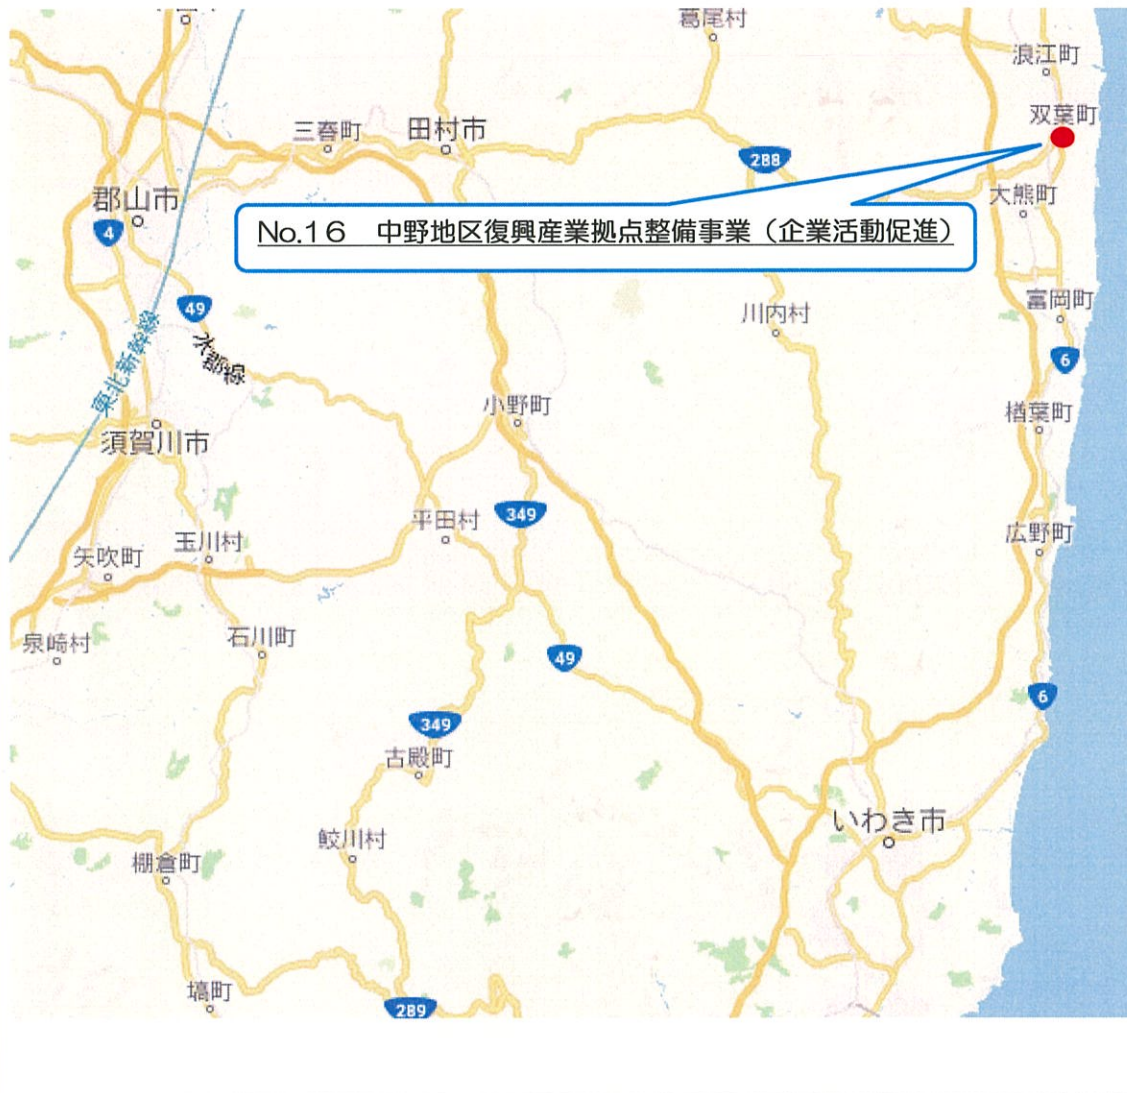 葛尾村
浪江町
双葉町
三春町
田村市
288
郡山市
大熊町
4
No.16 中野地区復興産業拠点整備事業（企業活動促進）
49
富岡町
川内村
水郡線
東北新幹線
6
小野町
楢葉町
須賀川市
349
平田村
広野町
玉川村
矢吹町
石川町
泉崎村
49
6
349
古殿町
いわき市
鮫川村
棚倉町
塙町
289